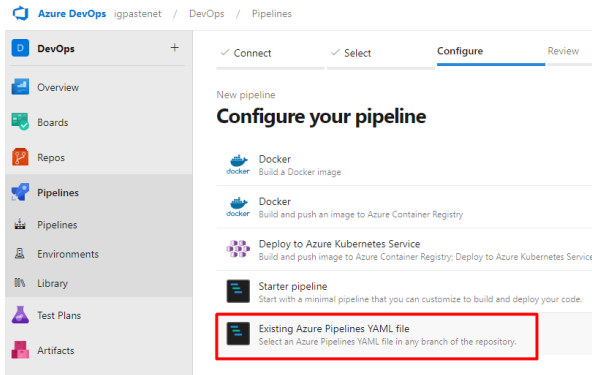 Azure DevOps igpastenet / DevOps / Pipelines
D DevOps +
Overview
Boards
Repos
Pipelines
Pipelines
Environments
Library
Test Plans
Artifacts
Connect
Select
Configure
Review
New pipeline
Configure your pipeline
docker
Docker
Build a Docker image
docker
Docker
Build and push an image to Azure Container Registry
Deploy to Azure Kubernetes Service
Build and push image to Azure Container Registry; Deploy to Azure Kubernetes Service
Starter pipeline
Start with a minimal pipeline that you can customize to build and deploy your code.
Existing Azure Pipelines YAML file
Select an Azure Pipelines YAML file in any branch of the repository.